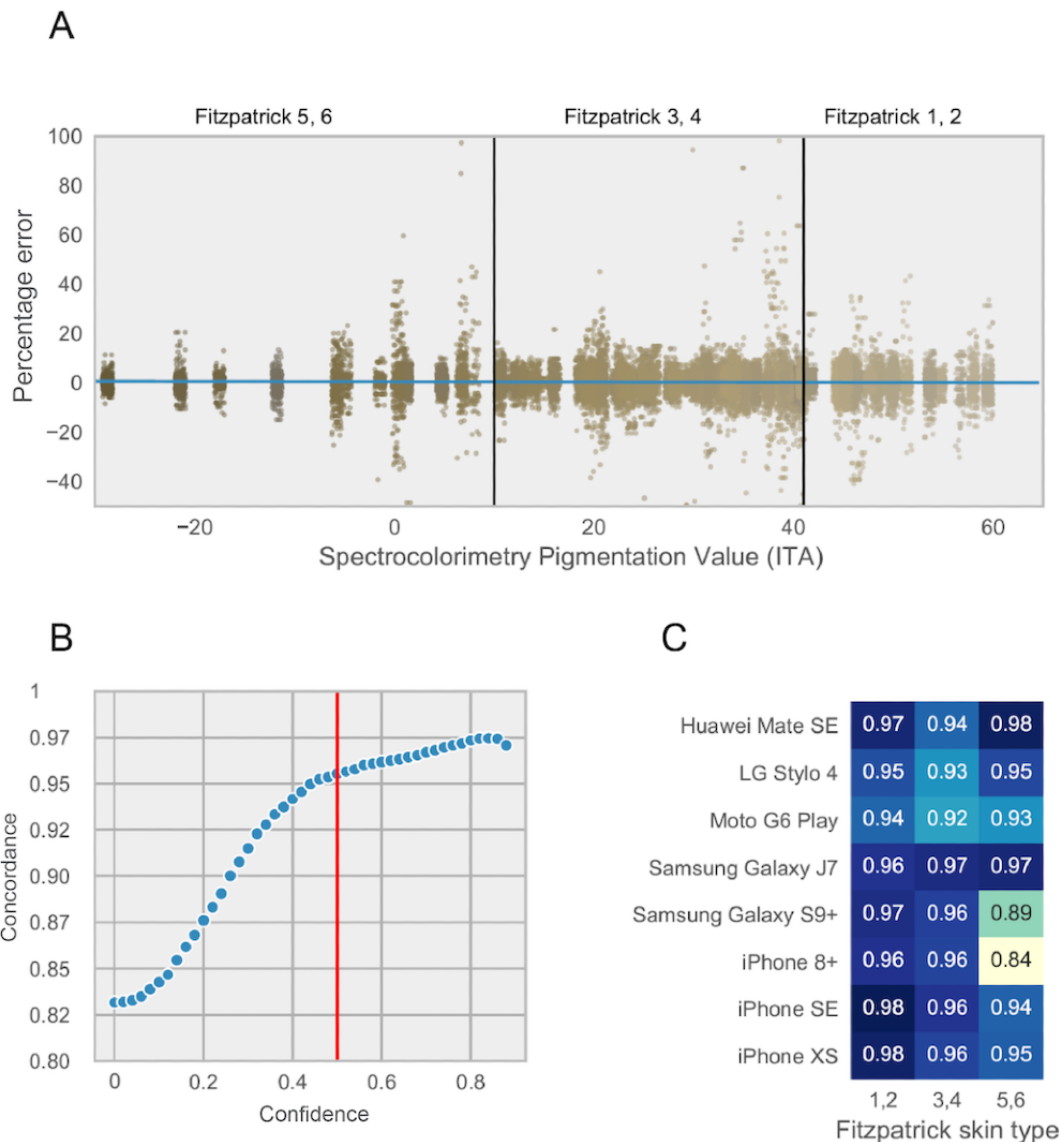 A
Fitzpatrick 5, 6 Fitzpatrick 3, 4 Fitzpatrick 1, 2
100
80
60
40
20
0
−20
−40
Percentage error
−20 0 20 40 60
Spectrocolorimetry Pigmentation Value (ITA)
B
1
0.97
0.95
0.92
0.90
0.87
0.85
0.82
0.80
Concordance
0 0.2 0.4 0.6 0.8
Confidence
C
Huawei Mate SE 0.97 0.94 0.98
LG Stylo 4 0.95 0.93 0.95
Moto G6 Play 0.94 0.92 0.93
Samsung Galaxy J7 0.96 0.97 0.97
Samsung Galaxy S9+ 0.97 0.96 0.89
iPhone 8+ 0.96 0.96 0.84
iPhone SE 0.98 0.96 0.94
iPhone XS 0.98 0.96 0.95
1,2 3,4 5,6
Fitzpatrick skin type